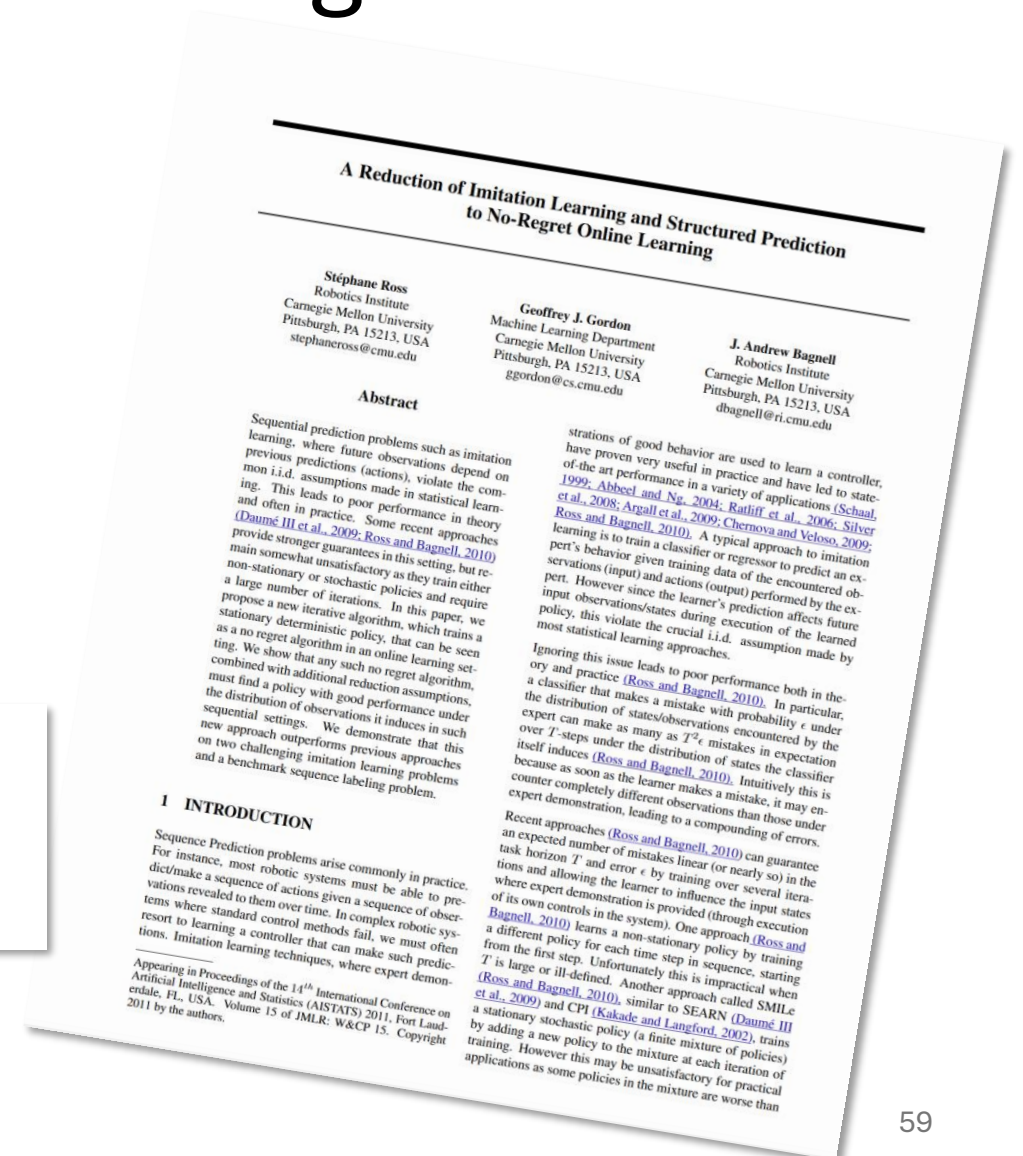 A Reduction of Imitation Learning and Structured Prediction
to No-Regret Online Learning
Stéphane Ross
Robotics Institute
Carnegie Mellon University
Pittsburgh, PA 15213, USA
stephaneross@cmu.edu
Geoffrey J. Gordon
Machine Learning Department
Carnegie Mellon University
Pittsburgh, PA 15213, USA
ggordon@cs.cmu.edu
J. Andrew Bagnell
Robotics Institute
Carnegie Mellon University
Pittsburgh, PA 15213, USA
dbagnell@ri.cmu.edu
Abstract
Sequential prediction problems such as imitation
learning, where future observations depend on
previous predictions (actions), violate the com-
mon i.i.d. assumptions made in statistical learn-
ing. This leads to poor performance in theory
and often in practice. Some recent approaches
(Daumé III et al., 2009; Ross and Bagnell, 2010)
provide stronger guarantees in this setting, but re-
main somewhat unsatisfactory as they train either
non-stationary or stochastic policies and require
a large number of iterations. In this paper, we
propose a new iterative algorithm, which trains a
stationary deterministic policy, that can be seen
as a no regret algorithm in an online learning set-
ting. We show that any such no regret algorithm,
combined with additional reduction assumptions,
must find a policy with good performance under
the distribution of observations it induces in such
sequential settings. We demonstrate that this
new approach outperforms previous approaches
on two challenging imitation learning problems
and a benchmark sequence labeling problem.
1 INTRODUCTION
Sequence Prediction problems arise commonly in practice.
For instance, most robotic systems must be able to pre-
dict/make a sequence of actions given a sequence of obser-
vations revealed to them over time. In complex robotic sys-
tems where standard control methods fail, we must often
resort to learning a controller that can make such predic-
tions. Imitation learning techniques, where expert demon-
Appearing in Proceedings of the 14th International Conference on
Artificial Intelligence and Statistics (AISTATS) 2011, Fort Laud-
erdale, FL, USA. Volume 15 of JMLR: W&CP 15. Copyright
2011 by the authors.
strations of good behavior are used to learn a controller,
have proven very useful in practice and have led to state-
of-the art performance in a variety of applications (Schaal,
1999; Abbeel and Ng, 2004; Ratliff et al., 2006; Silver
et al., 2008; Argall et al., 2009; Chernova and Veloso, 2009;
Ross and Bagnell, 2010). A typical approach to imitation
learning is to train a classifier or regressor to predict an ex-
pert's behavior given training data of the encountered ob-
servations (input) and actions (output) performed by the ex-
pert. However since the learner's prediction affects future
input observations/states during execution of the learned
policy, this violate the crucial i.i.d. assumption made by
most statistical learning approaches.
Ignoring this issue leads to poor performance both in the-
ory and practice (Ross and Bagnell, 2010). In particular,
a classifier that makes a mistake with probability ϵ under
the distribution of states/observations encountered by the
expert can make as many as T²ϵ mistakes in expectation
over T-steps under the distribution of states the classifier
itself induces (Ross and Bagnell, 2010). Intuitively this is
because as soon as the learner makes a mistake, it may en-
counter completely different observations than those under
expert demonstration, leading to a compounding of errors.
Recent approaches (Ross and Bagnell, 2010) can guarantee
an expected number of mistakes linear (or nearly so) in the
task horizon T and error ϵ by training over several itera-
tions and allowing the learner to influence the input states
where expert demonstration is provided (through execution
of its own controls in the system). One approach (Ross and
Bagnell, 2010) learns a non-stationary policy by training
a different policy for each time step in sequence, starting
from the first step. Unfortunately this is impractical when
T is large or ill-defined. Another approach called SMILe
(Ross and Bagnell, 2010), similar to SEARN (Daumé III
et al., 2009) and CPI (Kakade and Langford, 2002), trains
a stationary stochastic policy (a finite mixture of policies)
by adding a new policy to the mixture at each iteration of
training. However this may be unsatisfactory for practical
applications as some policies in the mixture are worse than
59